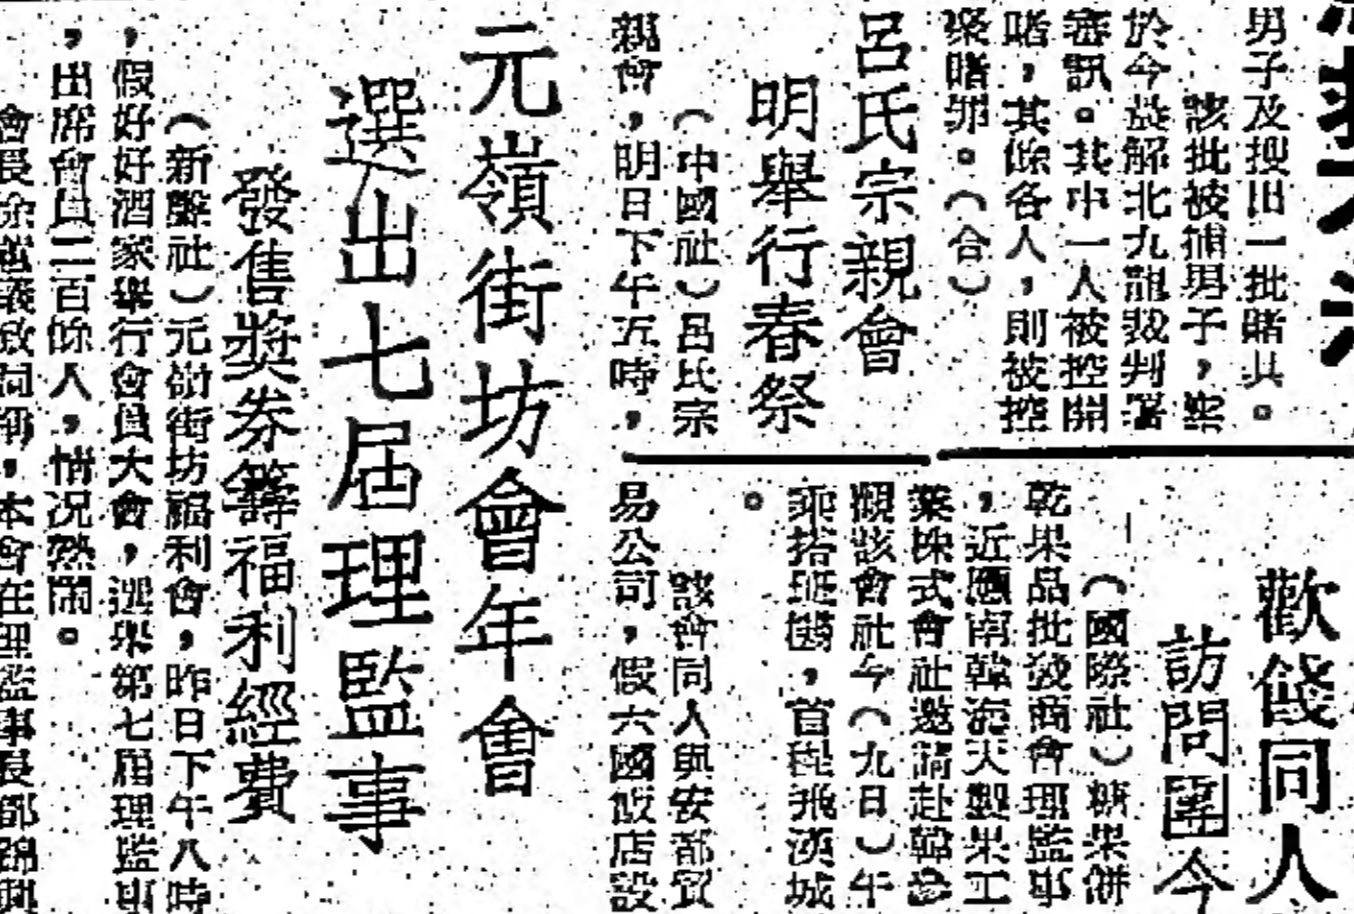 男子及搜出一批賭具。
該批被捕男子,案
於今晨解北九龍裁判署
審訊。其中一人被控開
賭,其餘各人,則被控
聚賭罪。(合)
呂氏宗親會
明舉行春祭
(中國社)呂氏宗
親會,明日下午五時,
歡餞同人
訪問團今
(國際社)糖果餅
乾果品批發商會理監事
,近應南韓海天製果工
業株式會社邀請赴韓參
觀該會社今(九日)午
乘搭班機,首程飛漢城
。
該會同人與安部貿
易公司,假六國飯店設
元嶺街坊會年會
選出七屆理監事
發售獎券籌福利經費
(新聲社)元嶺街坊福利會,昨日下午八時
,假好好酒家舉行會員大會,選舉第七屆理監事
,出席會員二百餘人,情況熱鬧。